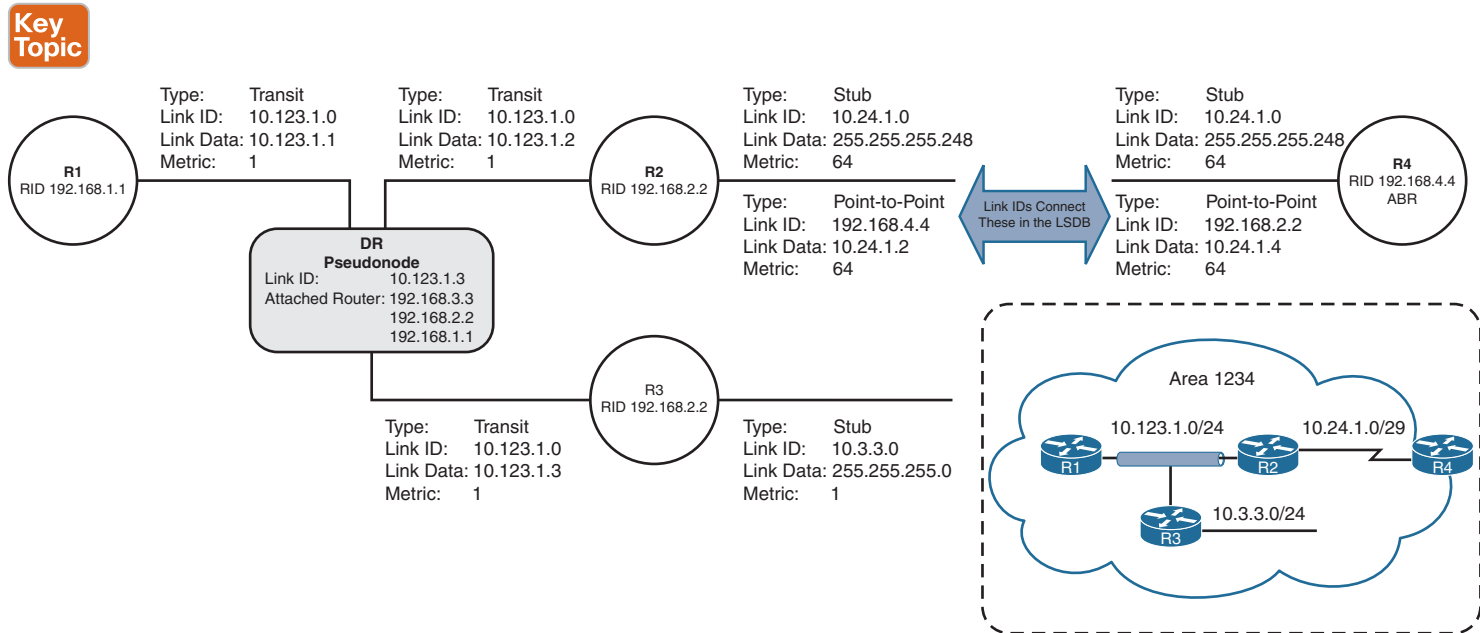 Key
Topic
Type: Transit
Link ID: 10.123.1.0
Link Data: 10.123.1.1
Metric: 1
Type: Transit
Link ID: 10.123.1.0
Link Data: 10.123.1.2
Metric: 1
Type: Stub
Link ID: 10.24.1.0
Link Data: 255.255.255.248
Metric: 64
Type: Stub
Link ID: 10.24.1.0
Link Data: 255.255.255.248
Metric: 64
R1
RID 192.168.1.1
R2
RID 192.168.2.2
R4
RID 192.168.4.4
ABR
Type: Point-to-Point
Link ID: 192.168.4.4
Link Data: 10.24.1.2
Metric: 64
Link IDs Connect
These in the LSDB
Type: Point-to-Point
Link ID: 192.168.2.2
Link Data: 10.24.1.4
Metric: 64
DR
Pseudonode
Link ID: 10.123.1.3
Attached Router: 192.168.3.3
192.168.2.2
192.168.1.1
R3
RID 192.168.2.2
Type: Transit
Link ID: 10.123.1.0
Link Data: 10.123.1.3
Metric: 1
Type: Stub
Link ID: 10.3.3.0
Link Data: 255.255.255.0
Metric: 1
Area 1234
10.123.1.0/24
10.24.1.0/29
R1
R2
R4
10.3.3.0/24
R3